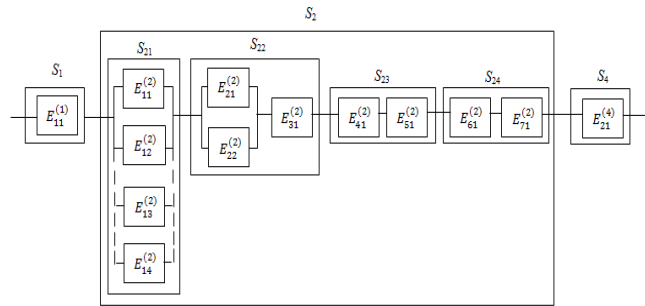 S₂
S₁
S₂₁
S₂₂
S₂₃
S₂₄
S₄
E₁₁⁽¹⁾
E₁₁⁽²⁾
E₁₂⁽²⁾
E₁₃⁽²⁾
E₁₄⁽²⁾
E₂₁⁽²⁾
E₂₂⁽²⁾
E₃₁⁽²⁾
E₄₁⁽²⁾
E₅₁⁽²⁾
E₆₁⁽²⁾
E₇₁⁽²⁾
E₂₁⁽⁴⁾